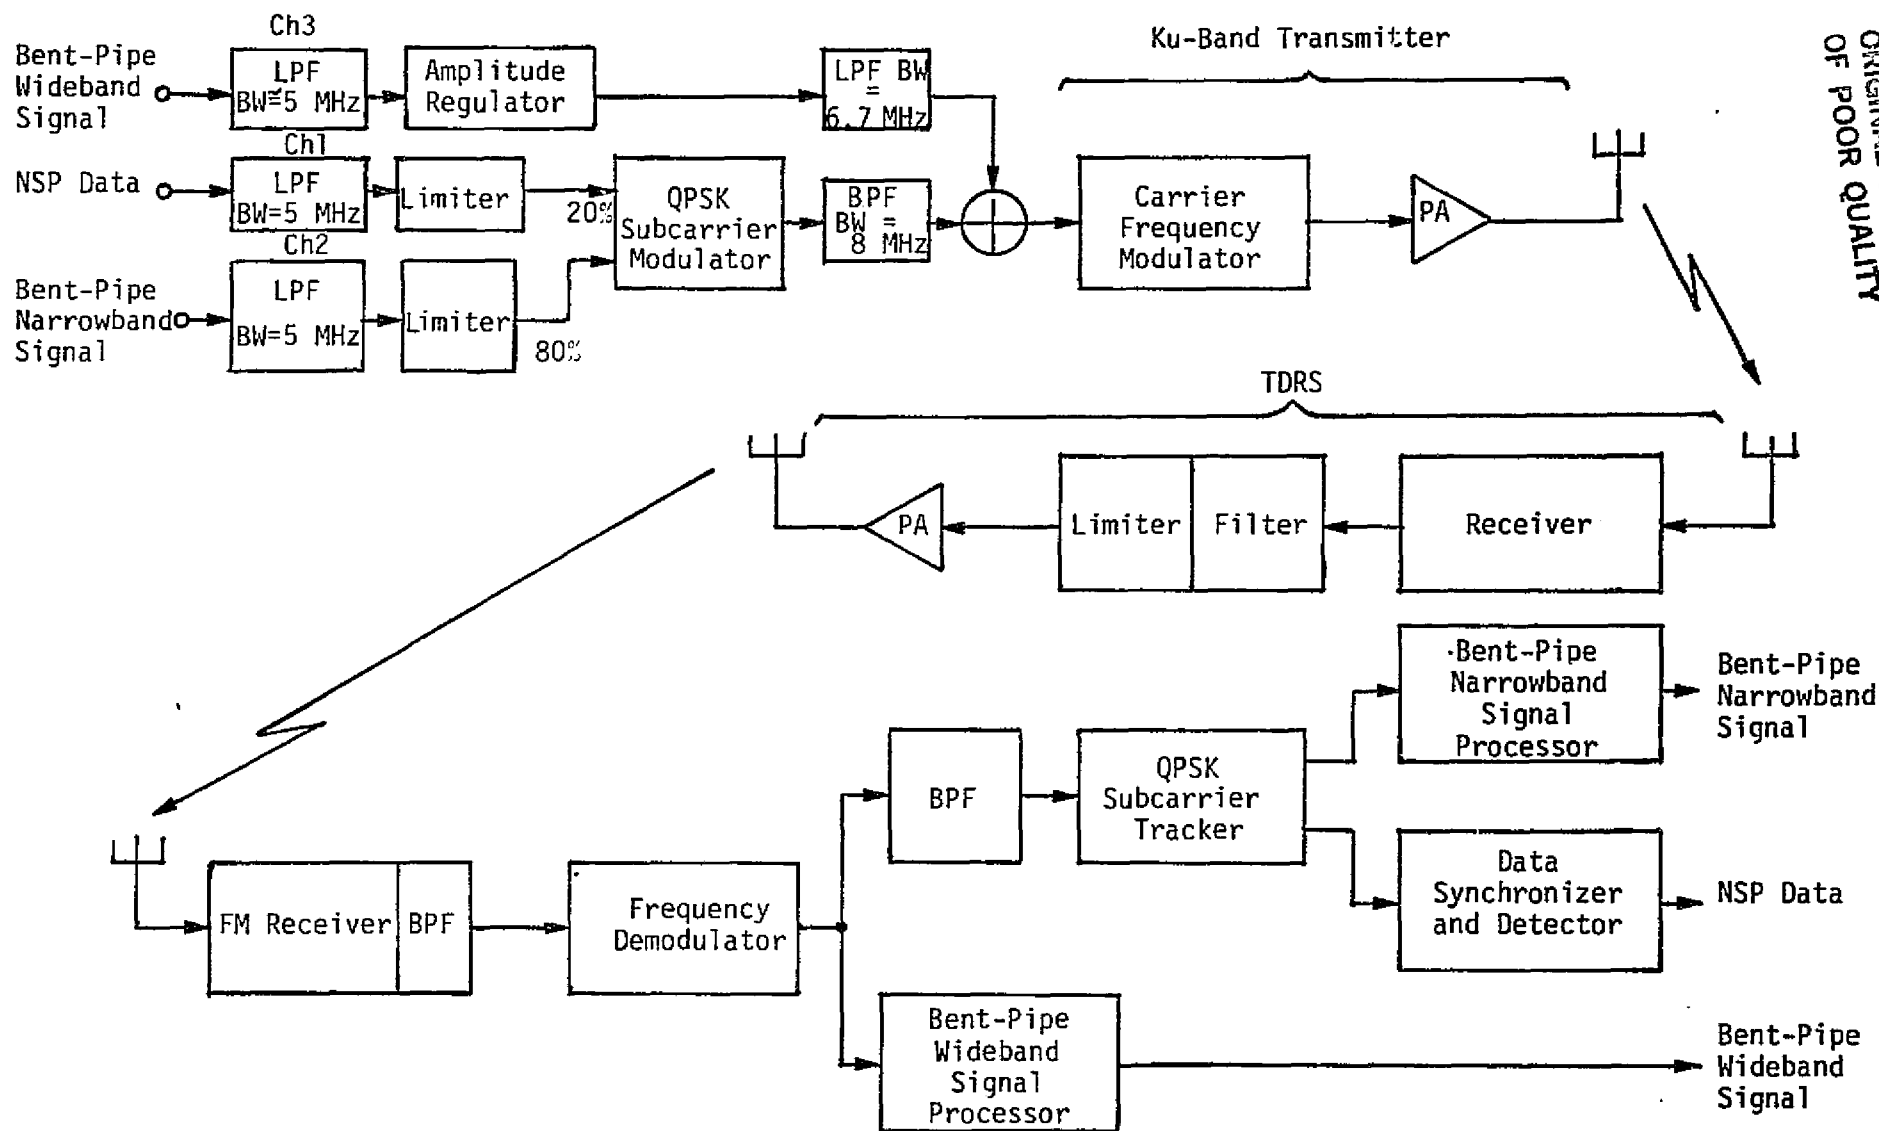 Ch3
Bent-Pipe
Wideband
Signal
LPF
BW=5 MHz
Amplitude
Regulator
LPF BW
=
6.7 MHz
Ku-Band Transmitter
ORIGINAL
OF POOR QUALITY
Ch1
NSP Data
LPF
BW=5 MHz
Limiter
20%
QPSK
Subcarrier
Modulator
BPF
BW =
8 MHz
Carrier
Frequency
Modulator
PA
Ch2
Bent-Pipe
Narrowband
Signal
LPF
BW=5 MHz
Limiter
80%
TDRS
PA
Limiter
Filter
Receiver
Bent-Pipe
Narrowband
Signal
Processor
Bent-Pipe
Narrowband
Signal
BPF
QPSK
Subcarrier
Tracker
Data
Synchronizer
and Detector
NSP Data
FM Receiver
BPF
Frequency
Demodulator
Bent-Pipe
Wideband
Signal
Processor
Bent-Pipe
Wideband
Signal